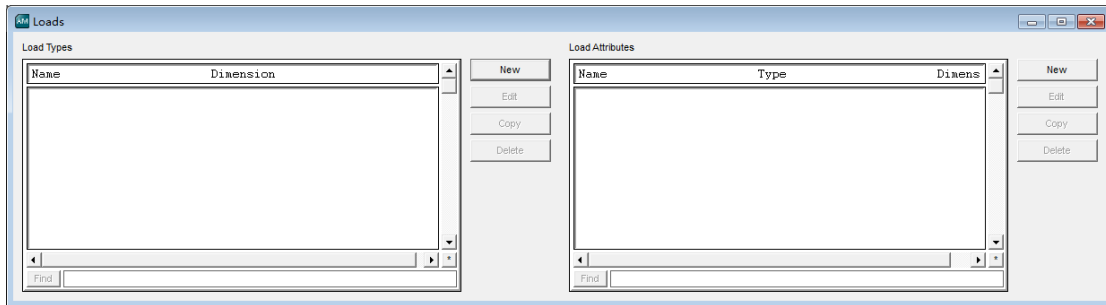 AM Loads
Load Types
Load Attributes
Name Dimension
New
Edit
Copy
Delete
Find
Name Type Dimens
New
Edit
Copy
Delete
Find